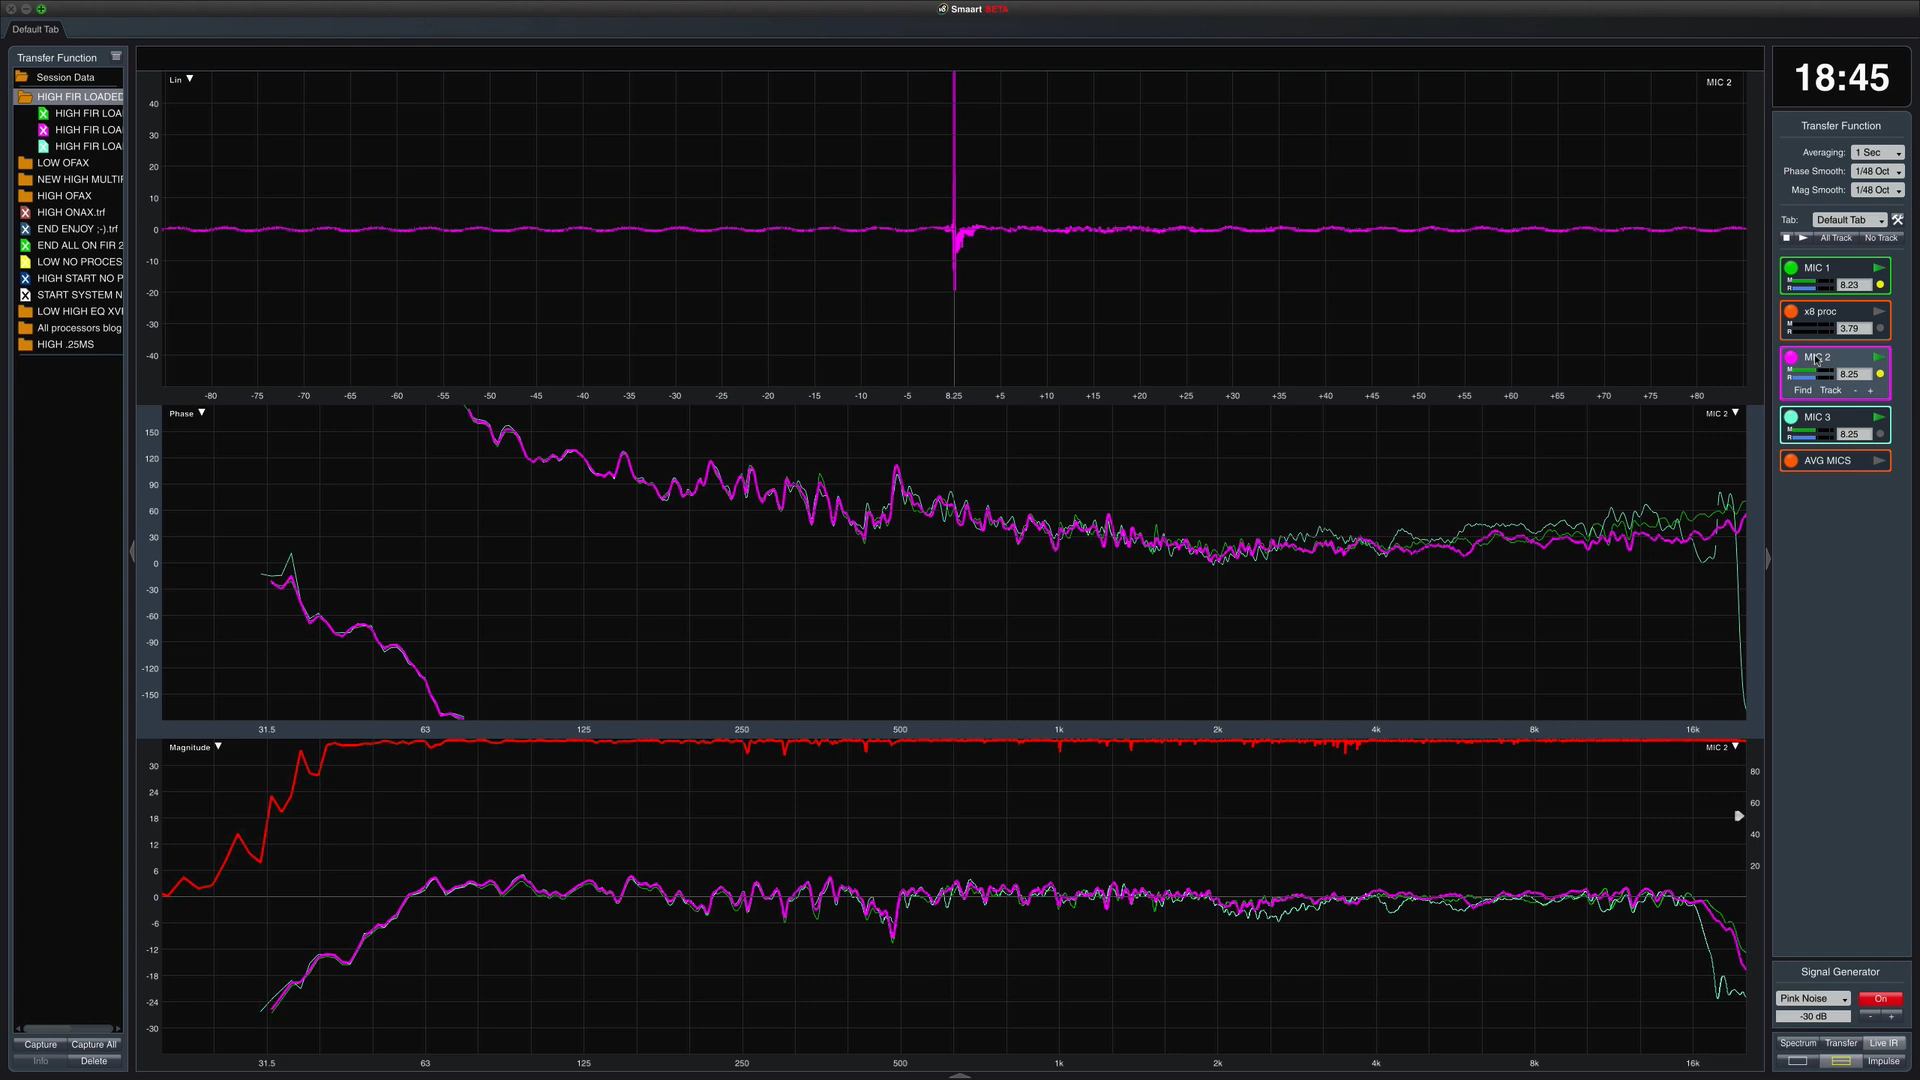 Smaart BETA
Default Tab
Transfer Function
Session Data
HIGH FIR LOADED
HIGH FIR LOA
HIGH FIR LOA
HIGH FIR LOA
LOW OFAX
NEW HIGH MULTIF
HIGH OFAX
HIGH ONAX.trf
END ENJOY ;-).trf
END ALL ON FIR 2
LOW NO PROCES
HIGH START NO P
START SYSTEM N
LOW HIGH EQ XV
All processors blog
HIGH .25MS
Capture Capture All
Info Delete
Lin MIC 2
40
30
20
10
0
-10
-20
-30
-40
-80 -75 -70 -65 -60 -55 -50 -45 -40 -35 -30 -25 -20 -15 -10 -5 8.25 +5 +10 +15 +20 +25 +30 +35 +40 +45 +50 +55 +60 +65 +70 +75 +80
Phase MIC 2
150
120
90
60
30
0
-30
-60
-90
-120
-150
31.5 63 125 250 500 1k 2k 4k 8k 16k
Magnitude MIC 2
30 80
24
18 60
12 40
6 20
0
-6
-12
-18
-24
-30
31.5 63 125 250 500 1k 2k 4k 8k 16k
18:45
Transfer Function
Averaging: 1 Sec
Phase Smooth: 1/48 Oct
Mag Smooth: 1/48 Oct
Tab: Default Tab
All Track No Track
MIC 1
M
R 8.23
x8 proc
M
R 3.79
MIC 2
M
R 8.25
Find Track - +
MIC 3
M
R 8.25
AVG MICS
Signal Generator
Pink Noise On
-30 dB - +
Spectrum Transfer Live IR
Impulse